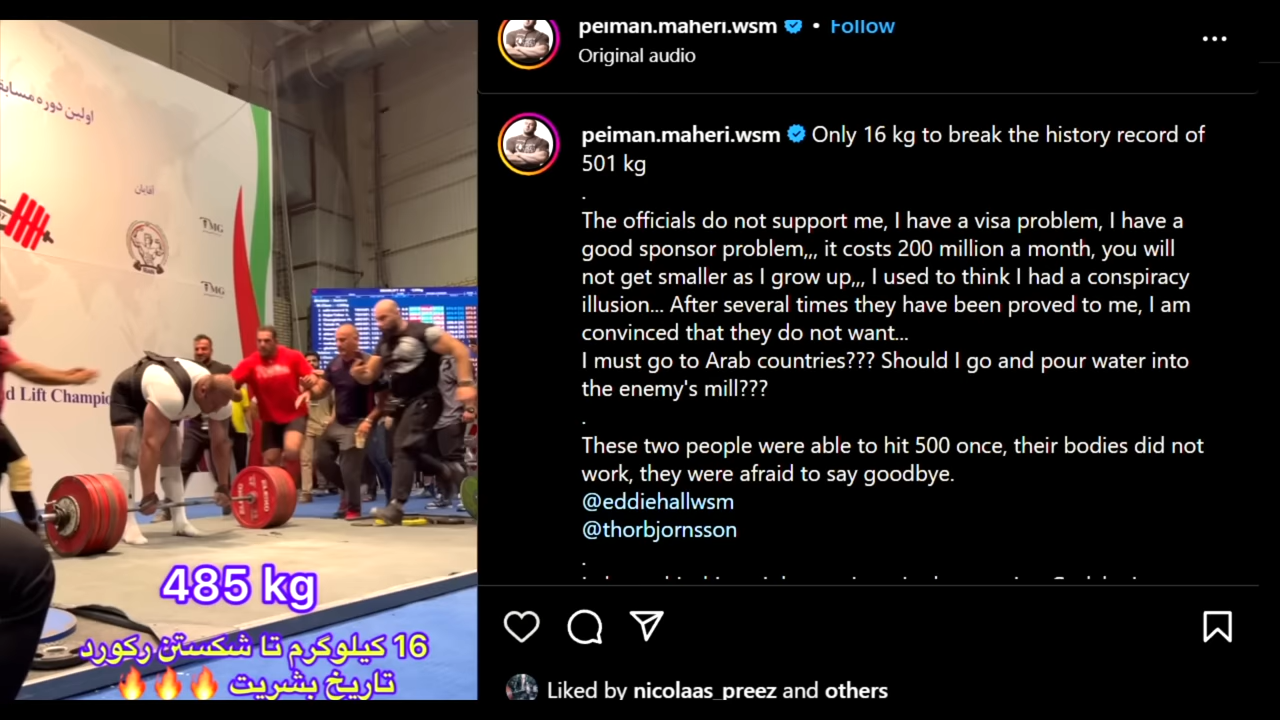 peiman.maheri.wsm • Follow
Original audio
peiman.maheri.wsm Only 16 kg to break the history record of
501 kg
.
The officials do not support me, I have a visa problem, I have a
good sponsor problem,,, it costs 200 million a month, you will
not get smaller as I grow up,,, I used to think I had a conspiracy
illusion... After several times they have been proved to me, I am
convinced that they do not want...
I must go to Arab countries??? Should I go and pour water into
the enemy's mill???
.
These two people were able to hit 500 once, their bodies did not
work, they were afraid to say goodbye.
@eddiehallwsm
@thorbjornsson
.
Liked by nicolaas_preez and others
اولین دوره
آقایان
TMG
TMG
d Lift Champio
485 kg
16 کیلوگرم تا شکستن رکورد
تاریخ بشریت 🔥🔥🔥